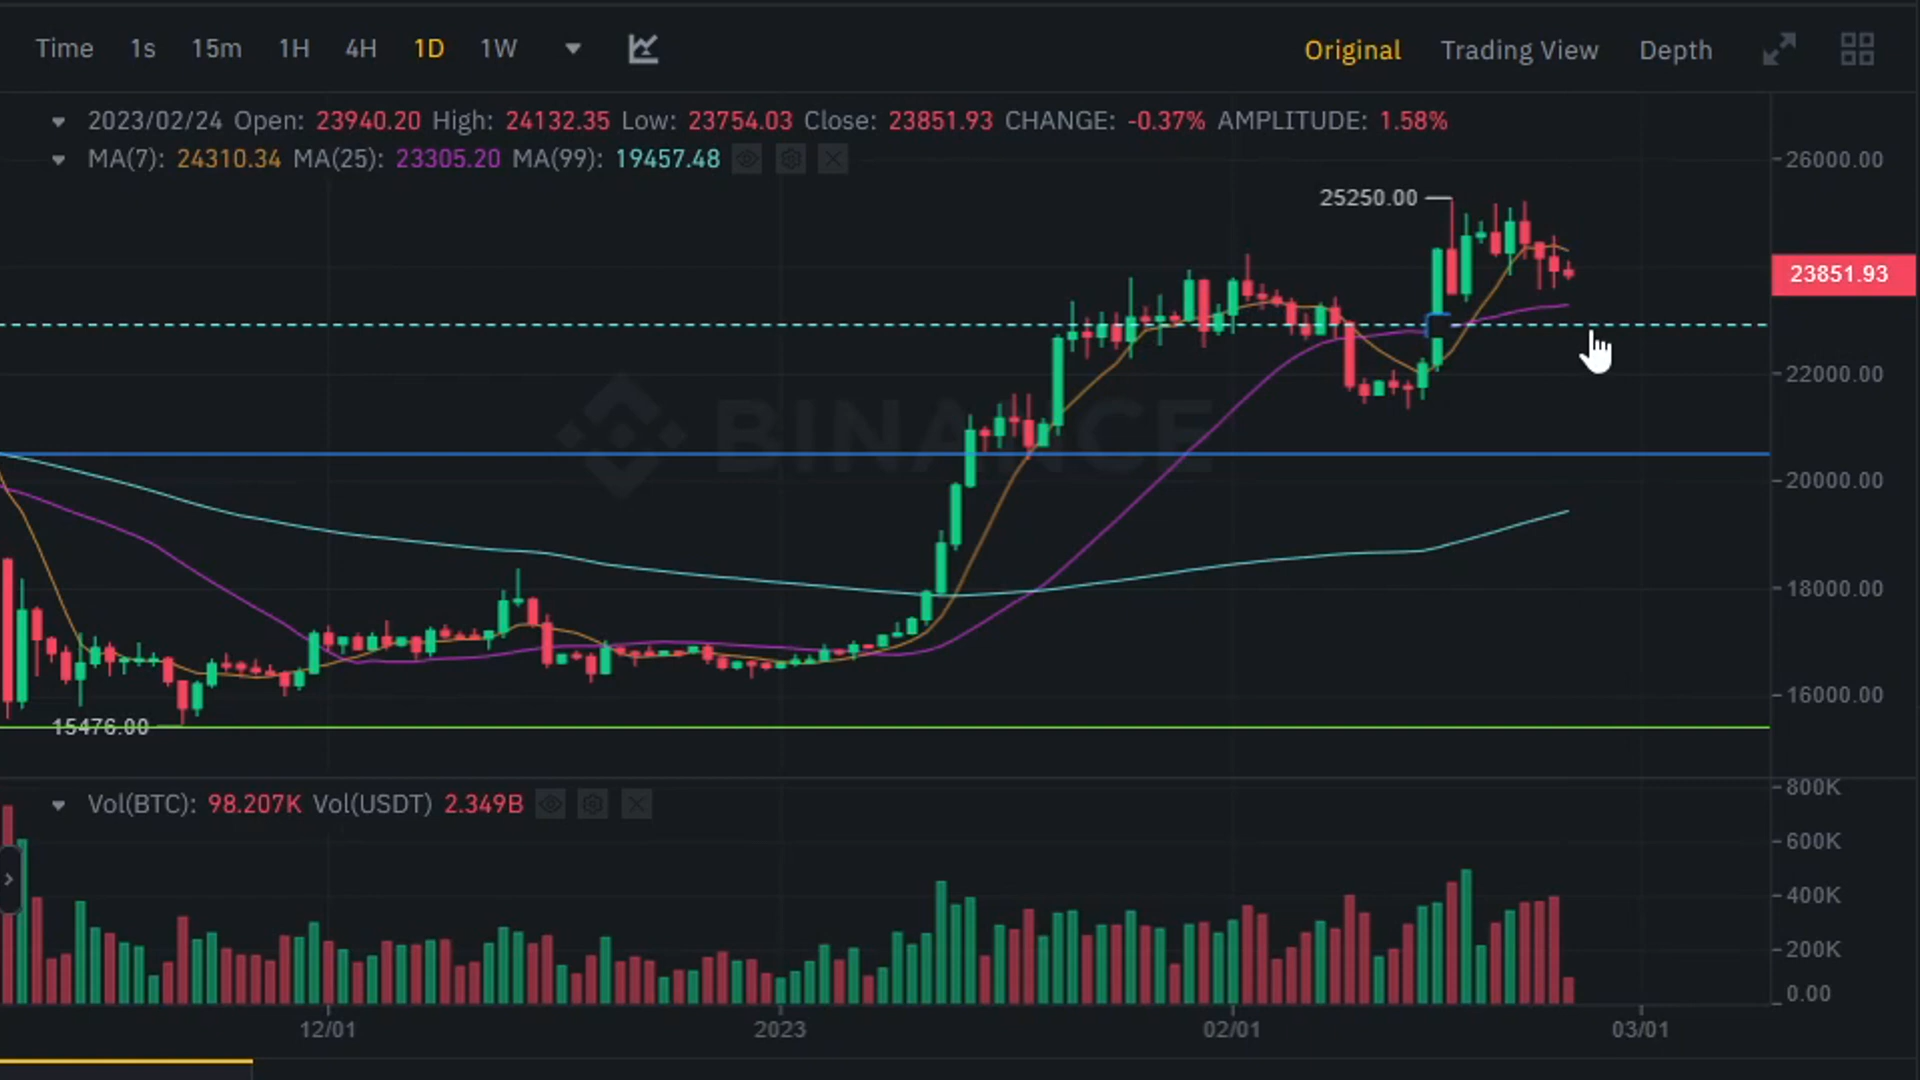 Time 1s 15m 1H 4H 1D 1W Original Trading View Depth
2023/02/24 Open: 23940.20 High: 24132.35 Low: 23754.03 Close: 23851.93 CHANGE: -0.37% AMPLITUDE: 1.58%
MA(7): 24310.34 MA(25): 23305.20 MA(99): 19457.48
26000.00
25250.00
23851.93
22000.00
BINANCE
20000.00
18000.00
16000.00
15476.00
Vol(BTC): 98.207K Vol(USDT) 2.349B
800K
600K
400K
200K
0.00
12/01 2023 02/01 03/01